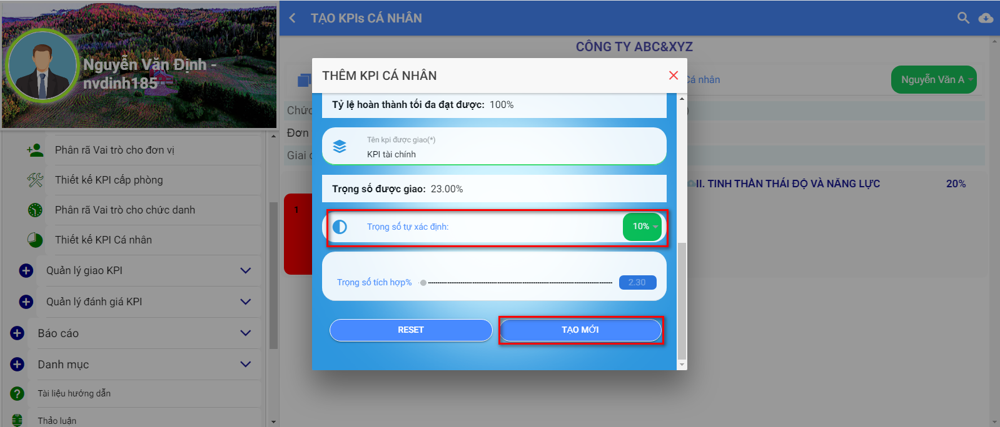 Nguyễn Văn Định -
nvdinh185
Phân rã Vai trò cho đơn vị
Thiết kế KPI cấp phòng
Phân rã Vai trò cho chức danh
Thiết kế KPI Cá nhân
Quản lý giao KPI
Quản lý đánh giá KPI
Báo cáo
Danh mục
Tài liệu hướng dẫn
Thảo luận
TẠO KPIs CÁ NHÂN
CÔNG TY ABC&XYZ
Cá nhân
Nguyễn Văn A
Chức
Đơn
Giai
1
II. TINH THẦN THÁI ĐỘ VÀ NĂNG LỰC
20%
THÊM KPI CÁ NHÂN
Tỷ lệ hoàn thành tối đa đạt được: 100%
Tên kpi được giao(*)
KPI tài chính
Trọng số được giao: 23.00%
Trọng số tự xác định:
10%
Trọng số tích hợp%
2.30
RESET
TẠO MỚI